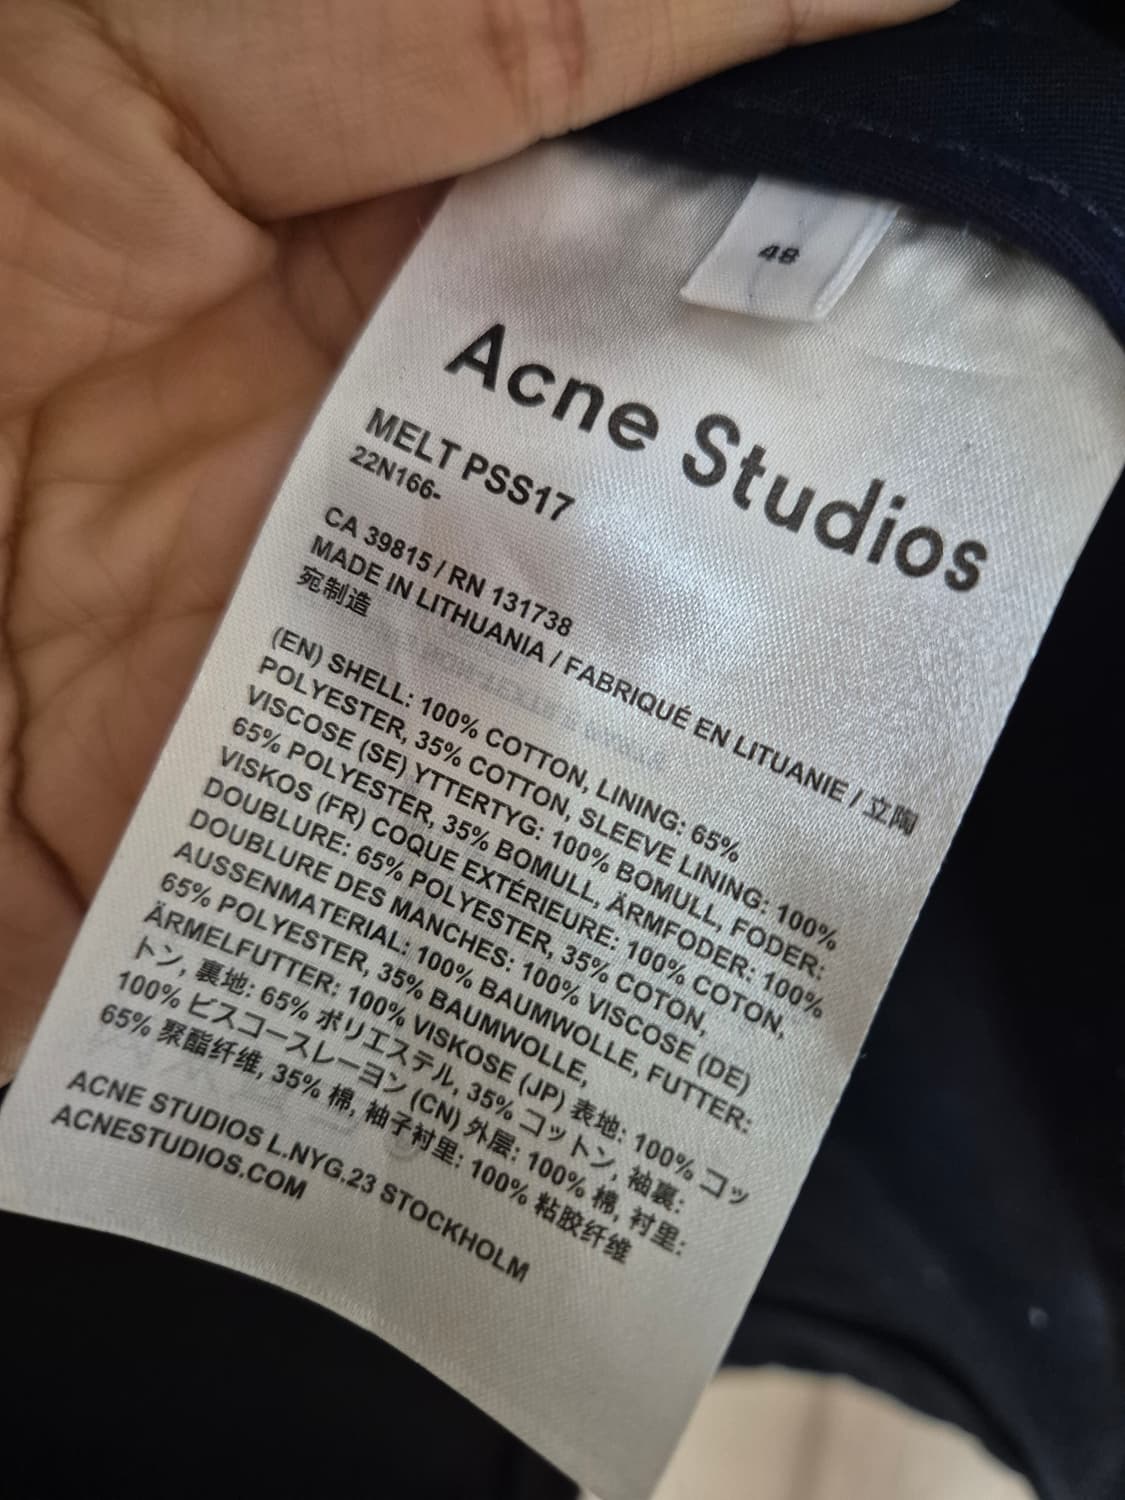 48
Acne Studios
MELT PSS17
22N166-
CA 39815 / RN 131738
MADE IN LITHUANIA / FABRIQUÉ EN LITUANIE / 立陶
宛制造
(EN) SHELL: 100% COTTON, LINING: 65%
POLYESTER, 35% COTTON, SLEEVE LINING: 100%
VISCOSE (SE) YTTERTYG: 100% BOMULL, FODER:
65% POLYESTER, 35% BOMULL, ÄRMFODER: 100%
VISKOS (FR) COQUE EXTÉRIEURE: 100% COTON,
DOUBLURE: 65% POLYESTER, 35% COTON,
DOUBLURE DES MANCHES: 100% VISCOSE (DE)
AUSSENMATERIAL: 100% BAUMWOLLE, FUTTER:
65% POLYESTER, 35% BAUMWOLLE,
ÄRMELFUTTER: 100% VISKOSE (JP) 表地: 100% コッ
トン, 裏地: 65% ポリエステル, 35% コットン, 袖裏:
100% ビスコースレーヨン (CN) 外层: 100% 棉, 衬里:
65% 聚酯纤维, 35% 棉, 袖子衬里: 100% 粘胶纤维
ACNE STUDIOS L.NYG.23 STOCKHOLM
ACNESTUDIOS.COM